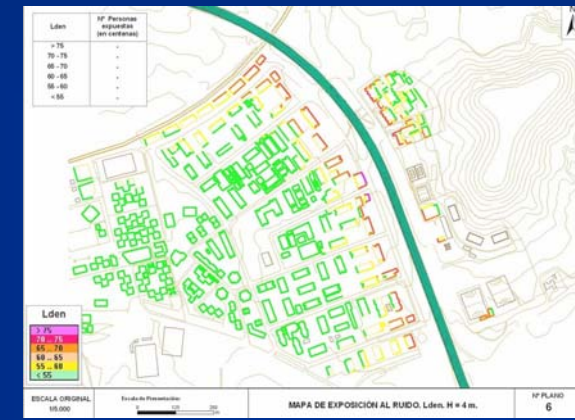 Lden
Nº Personas
expuestas
(en centenas)
> 75 -
70 - 75 -
65 - 70 -
60 - 65 -
55 - 60 -
< 55 -
N
Lden
> 75
70 .. 75
65 .. 70
60 .. 65
55 .. 60
< 55
ESCALA ORIGINAL
1/5.000
Escala de Presentación:
0
MAPA DE EXPOSICIÓN AL RUIDO. Lden. H = 4 m.
Nº PLANO
6